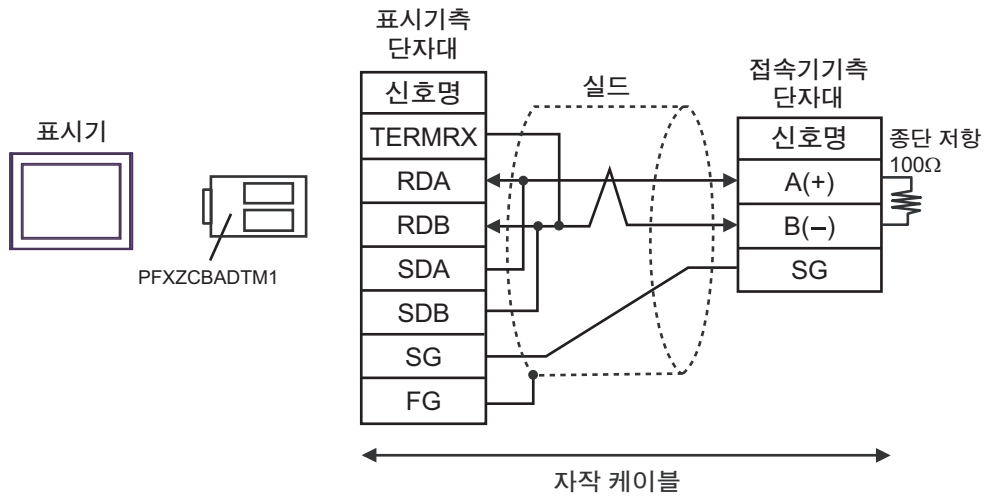 표시기
PFXZCBADTM1
표시기측
단자대
신호명
TERMRX
RDA
RDB
SDA
SDB
SG
FG
실드
접속기기측
단자대
신호명
A(+)
B(−)
SG
종단 저항
100Ω
자작 케이블